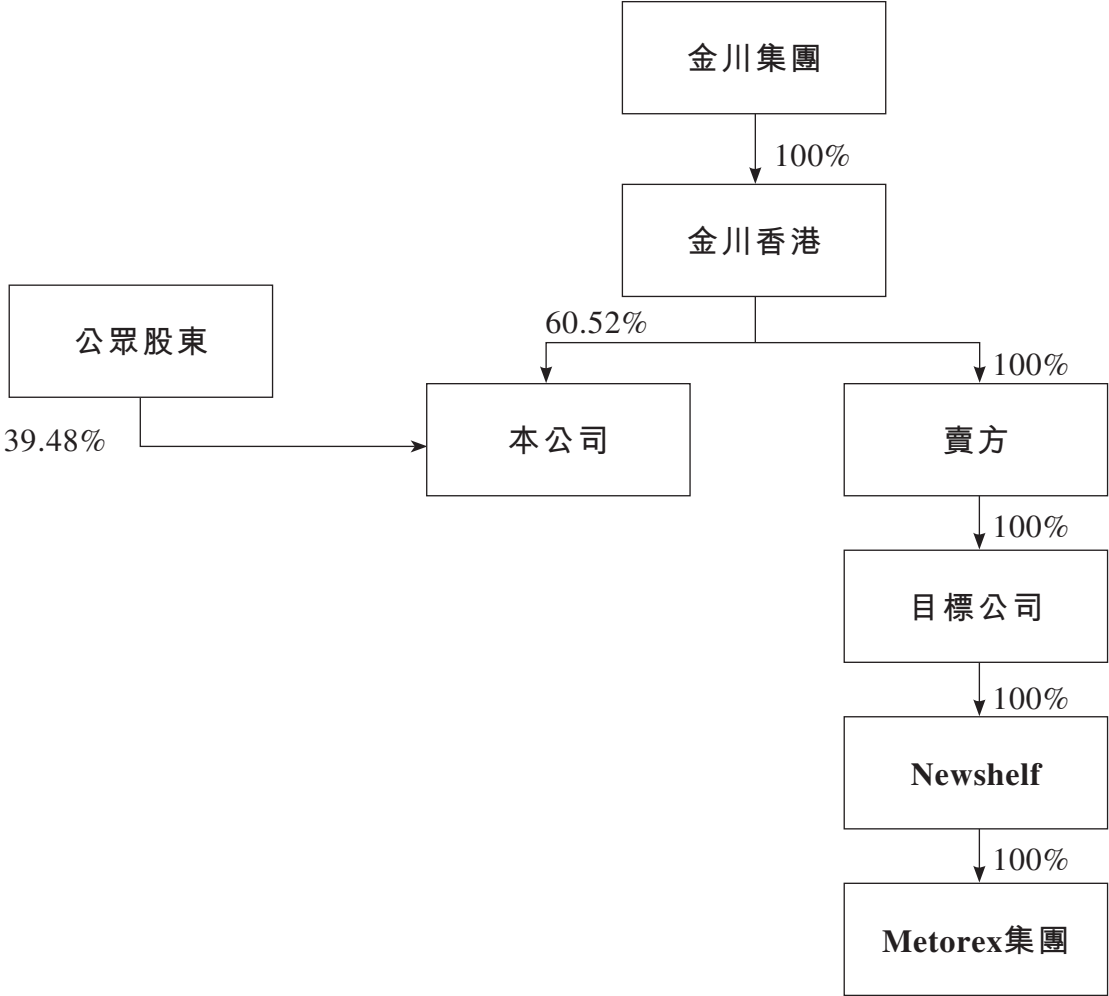 金川集團
100%
金川香港
公眾股東
60.52%
100%
39.48%
本公司
賣方
100%
目標公司
100%
Newshelf
100%
Metorex集團